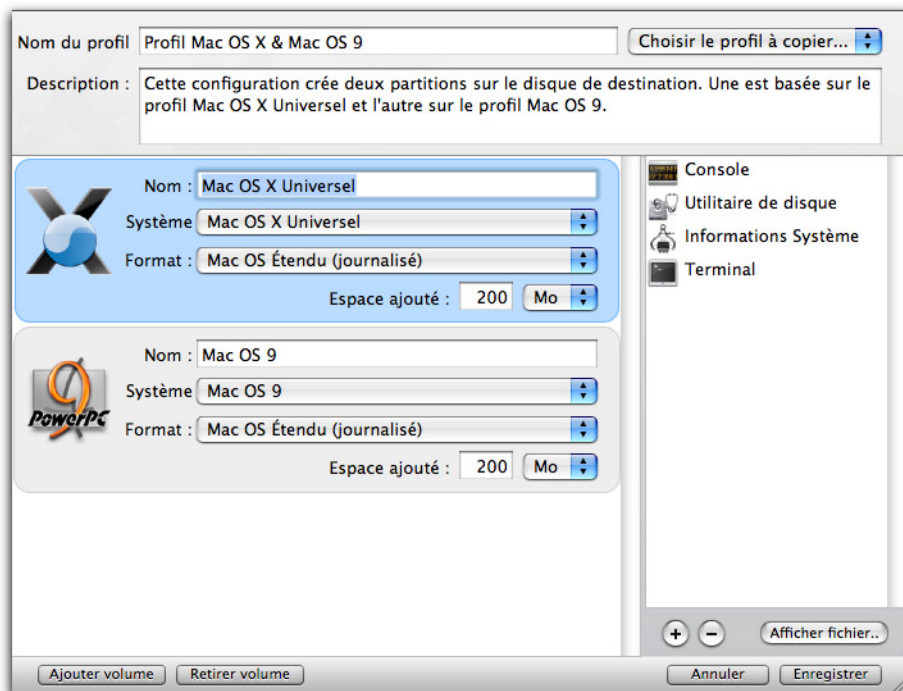 Nom du profil Profil Mac OS X & Mac OS 9 Choisir le profil à copier...
Description : Cette configuration crée deux partitions sur le disque de destination. Une est basée sur le
profil Mac OS X Universel et l'autre sur le profil Mac OS 9.
Nom : Mac OS X Universel
Système Mac OS X Universel
Format : Mac OS Étendu (journalisé)
Espace ajouté : 200 Mo
Nom : Mac OS 9
Système Mac OS 9
PowerPC
Format : Mac OS Étendu (journalisé)
Espace ajouté : 200 Mo
Console
Utilitaire de disque
Informations Système
Terminal
+ − Afficher fichier..
Ajouter volume Retirer volume Annuler Enregistrer